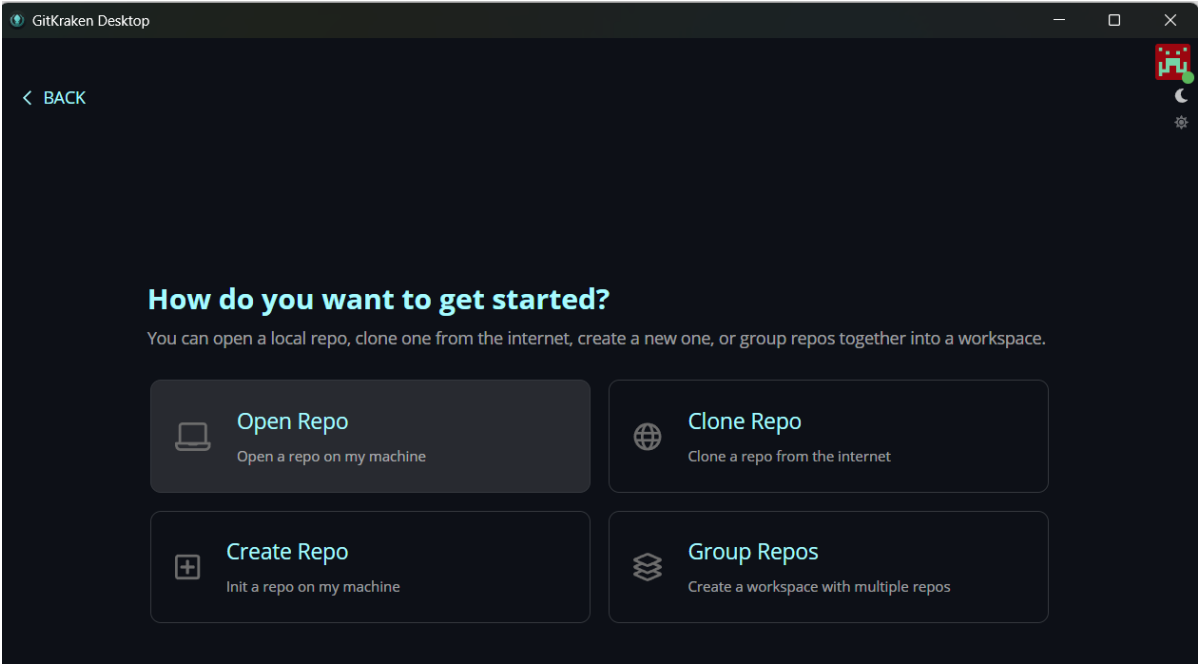 GitKraken Desktop
BACK
How do you want to get started?
You can open a local repo, clone one from the internet, create a new one, or group repos together into a workspace.
Open Repo
Open a repo on my machine
Clone Repo
Clone a repo from the internet
Create Repo
Init a repo on my machine
Group Repos
Create a workspace with multiple repos